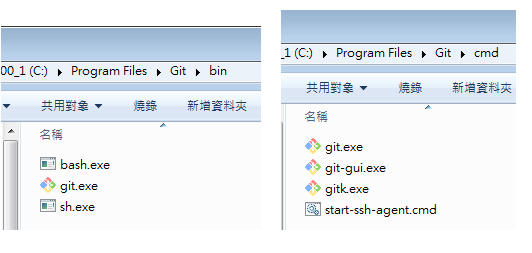 00_1 (C:) ▸ Program Files ▸ Git ▸ bin
共用對象 燒錄 新增資料夾
名稱
bash.exe
git.exe
sh.exe
_1 (C:) ▸ Program Files ▸ Git ▸ cmd
共用對象 燒錄 新增資料夾
名稱
git.exe
git-gui.exe
gitk.exe
start-ssh-agent.cmd